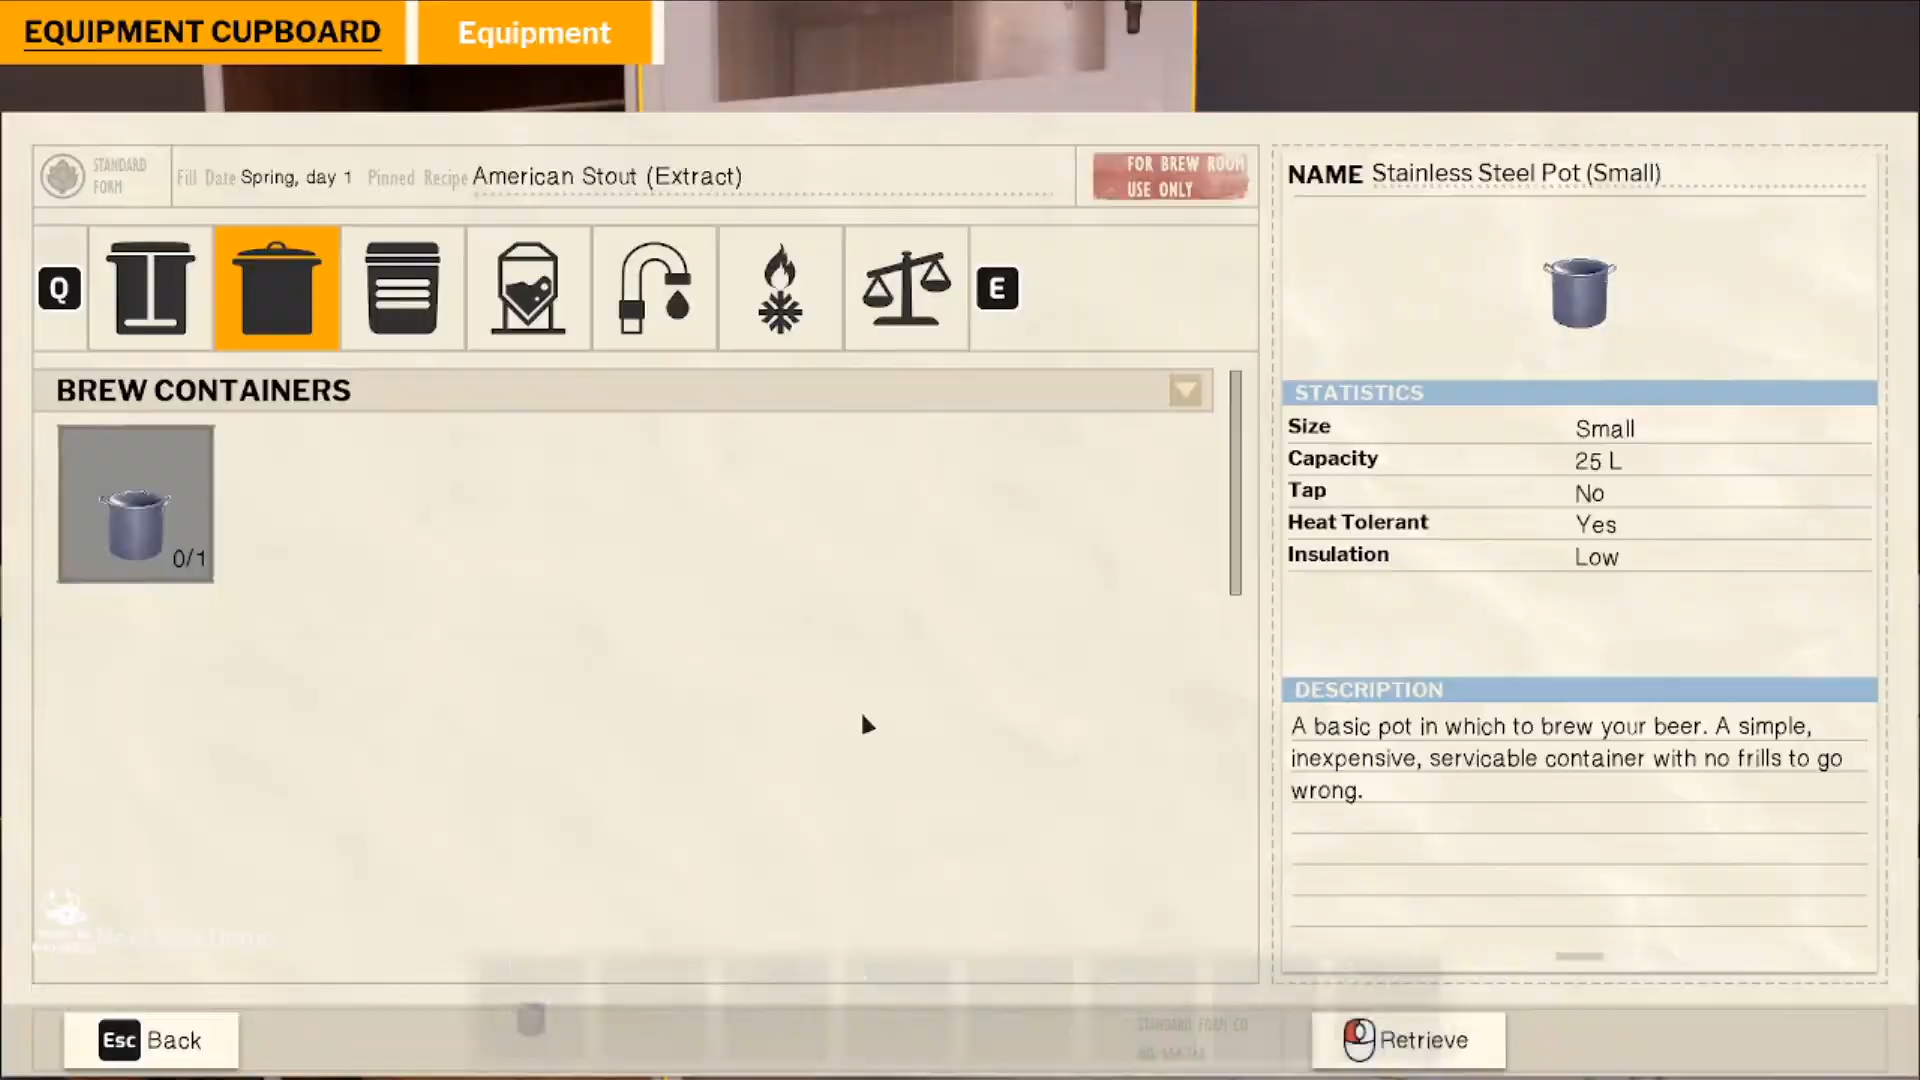 EQUIPMENT CUPBOARD
Equipment
STANDARD
FORM
Fill Date Spring, day 1 Pinned Recipe American Stout (Extract)
FOR BREW ROOM
USE ONLY
Q
E
BREW CONTAINERS
0/1
NAME Stainless Steel Pot (Small)
STATISTICS
Size Small
Capacity 25 L
Tap No
Heat Tolerant Yes
Insulation Low
DESCRIPTION
A basic pot in which to brew your beer. A simple,
inexpensive, servicable container with no frills to go
wrong.
Esc Back
STANDARD FORM CO
Retrieve